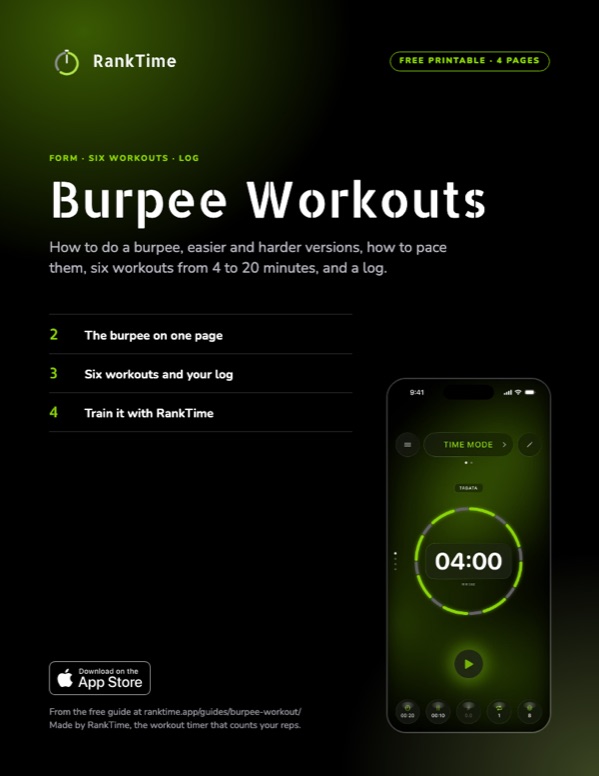 RankTime
FREE PRINTABLE · 4 PAGES
FORM · SIX WORKOUTS · LOG
Burpee Workouts
How to do a burpee, easier and harder versions, how to pace
them, six workouts from 4 to 20 minutes, and a log.
2 The burpee on one page
3 Six workouts and your log
4 Train it with RankTime
9:41
TIME MODE
TABATA
04:00
00:20 00:10 1 8
Download on the
App Store
From the free guide at ranktime.app/guides/burpee-workout/
Made by RankTime, the workout timer that counts your reps.